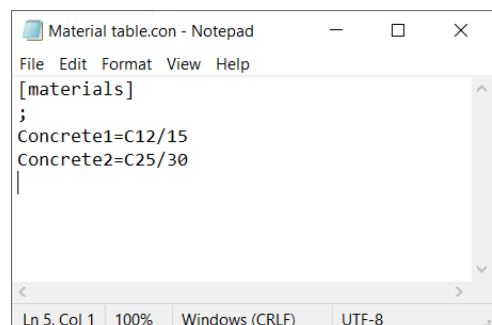 Material table.con - Notepad
File Edit Format View Help
[materials]
;
Concrete1=C12/15
Concrete2=C25/30
Ln 5, Col 1 100% Windows (CRLF) UTF-8